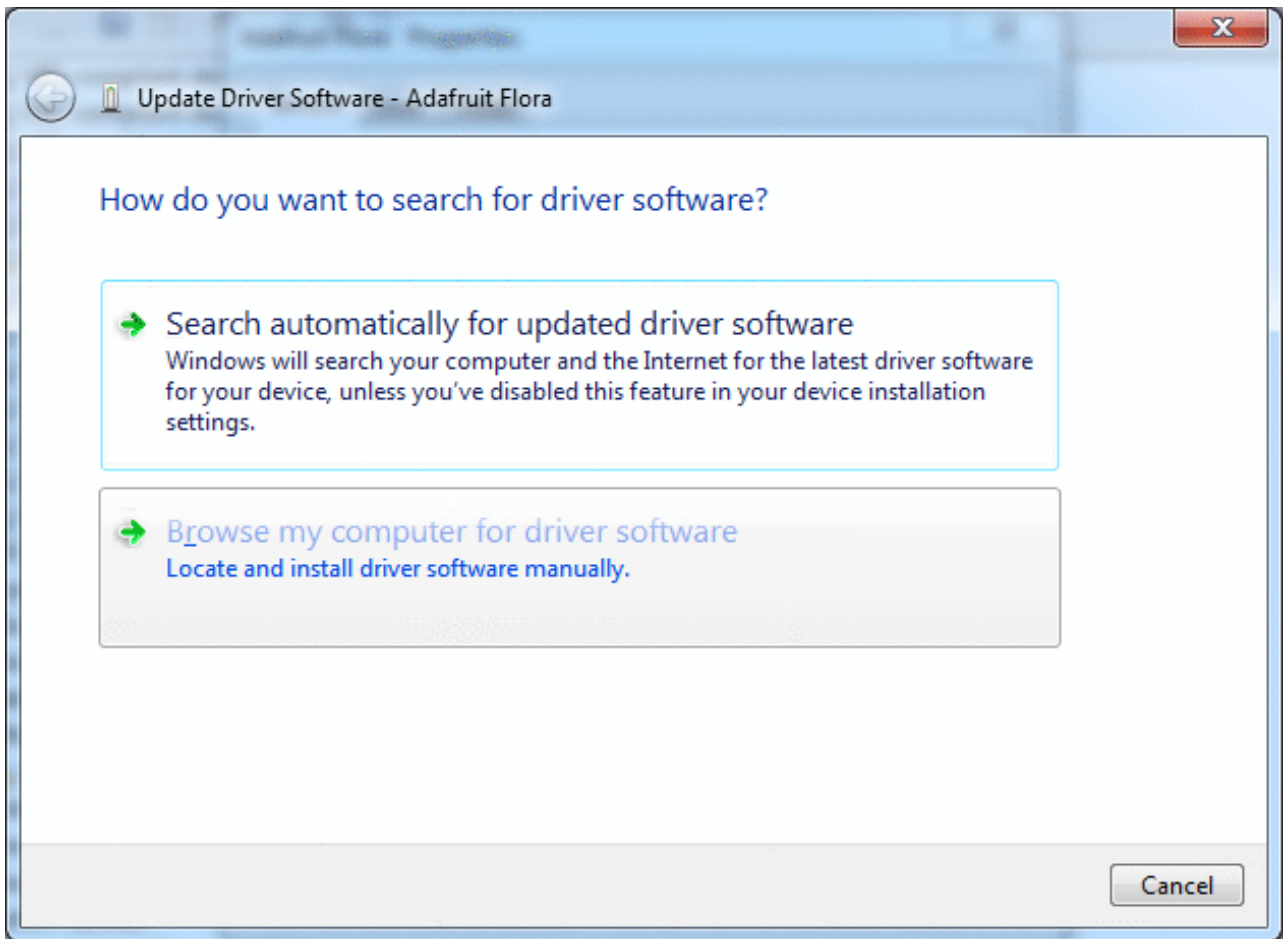 Update Driver Software - Adafruit Flora
How do you want to search for driver software?
Search automatically for updated driver software
Windows will search your computer and the Internet for the latest driver software
for your device, unless you've disabled this feature in your device installation
settings.
Browse my computer for driver software
Locate and install driver software manually.
Cancel